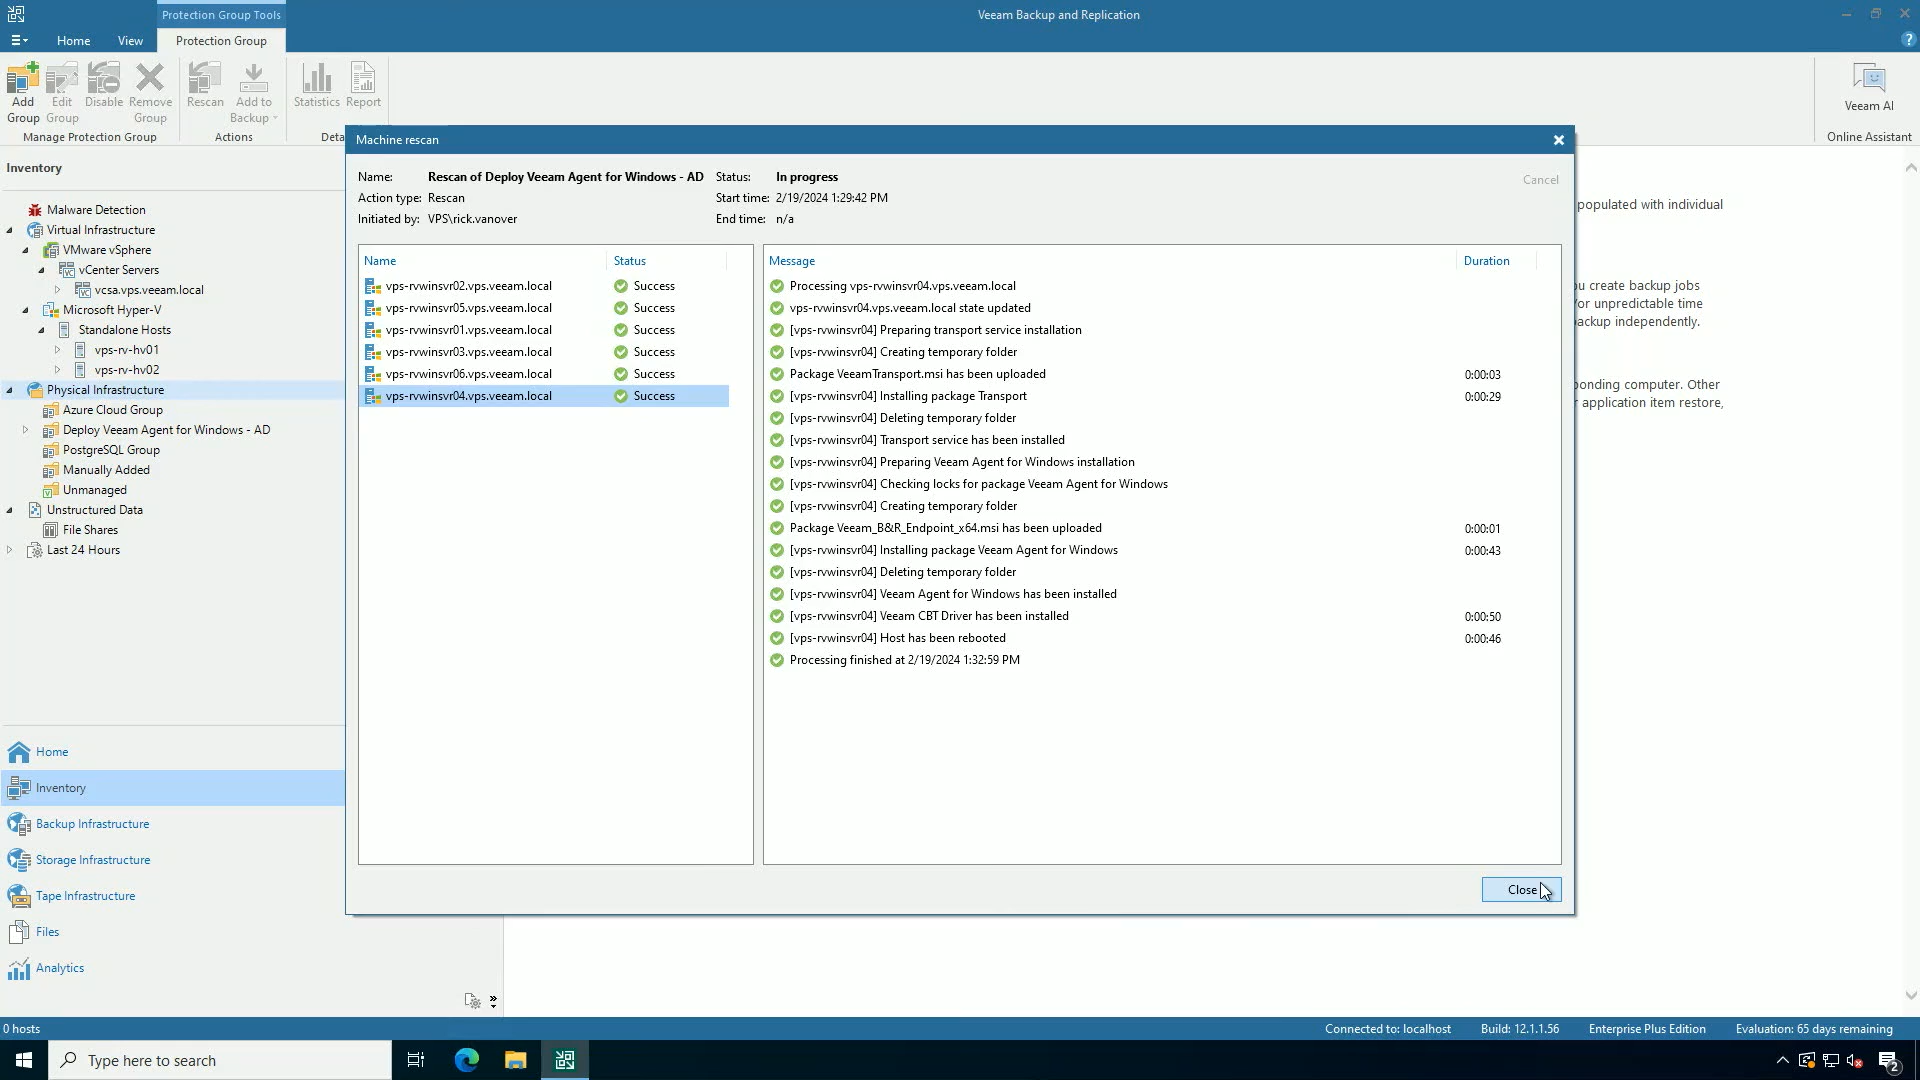 Protection Group Tools
Veeam Backup and Replication
Home
View
Protection Group
Add Group
Edit Group
Disable
Remove Group
Rescan
Add to Backup
Statistics
Report
Veeam AI
Manage Protection Group
Actions
Deta
Online Assistant
Inventory
Malware Detection
Virtual Infrastructure
VMware vSphere
vCenter Servers
vcsa.vps.veeam.local
Microsoft Hyper-V
Standalone Hosts
vps-rv-hv01
vps-rv-hv02
Physical Infrastructure
Azure Cloud Group
Deploy Veeam Agent for Windows - AD
PostgreSQL Group
Manually Added
Unmanaged
Unstructured Data
File Shares
Last 24 Hours
Home
Inventory
Backup Infrastructure
Storage Infrastructure
Tape Infrastructure
Files
Analytics
Machine rescan
Name: Rescan of Deploy Veeam Agent for Windows - AD Status: In progress
Cancel
Action type: Rescan Start time: 2/19/2024 1:29:42 PM
Initiated by: VPS\rick.vanover End time: n/a
Name Status
vps-rvwinsvr02.vps.veeam.local Success
vps-rvwinsvr05.vps.veeam.local Success
vps-rvwinsvr01.vps.veeam.local Success
vps-rvwinsvr03.vps.veeam.local Success
vps-rvwinsvr06.vps.veeam.local Success
vps-rvwinsvr04.vps.veeam.local Success
Message Duration
Processing vps-rvwinsvr04.vps.veeam.local
vps-rvwinsvr04.vps.veeam.local state updated
[vps-rvwinsvr04] Preparing transport service installation
[vps-rvwinsvr04] Creating temporary folder
Package VeeamTransport.msi has been uploaded 0:00:03
[vps-rvwinsvr04] Installing package Transport 0:00:29
[vps-rvwinsvr04] Deleting temporary folder
[vps-rvwinsvr04] Transport service has been installed
[vps-rvwinsvr04] Preparing Veeam Agent for Windows installation
[vps-rvwinsvr04] Checking locks for package Veeam Agent for Windows
[vps-rvwinsvr04] Creating temporary folder
Package Veeam_B&R_Endpoint_x64.msi has been uploaded 0:00:01
[vps-rvwinsvr04] Installing package Veeam Agent for Windows 0:00:43
[vps-rvwinsvr04] Deleting temporary folder
[vps-rvwinsvr04] Veeam Agent for Windows has been installed
[vps-rvwinsvr04] Veeam CBT Driver has been installed 0:00:50
[vps-rvwinsvr04] Host has been rebooted 0:00:46
Processing finished at 2/19/2024 1:32:59 PM
Close
populated with individual
u create backup jobs
/or unpredictable time
backup independently.
ponding computer. Other
r application item restore,
0 hosts
Connected to: localhost
Build: 12.1.1.56
Enterprise Plus Edition
Evaluation: 65 days remaining
Type here to search
2